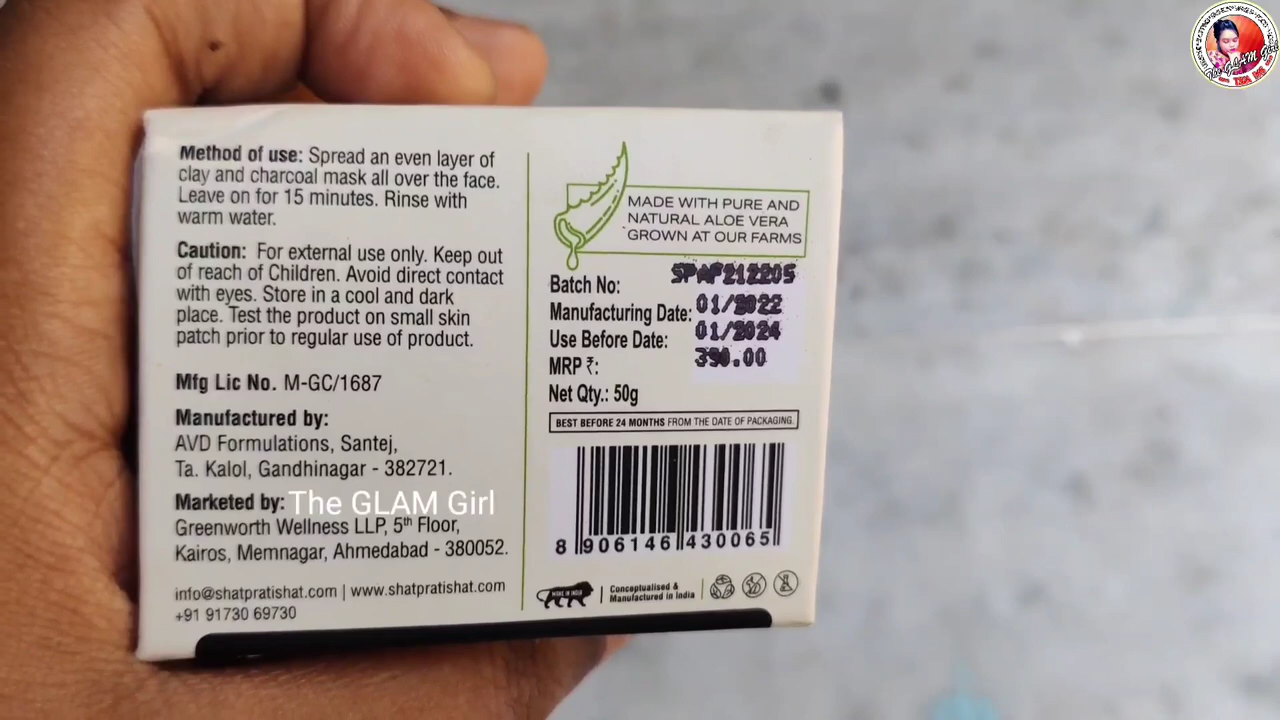 Method of use: Spread an even layer of
clay and charcoal mask all over the face.
Leave on for 15 minutes. Rinse with
warm water.
Caution: For external use only. Keep out
of reach of Children. Avoid direct contact
with eyes. Store in a cool and dark
place. Test the product on small skin
patch prior to regular use of product.
Mfg Lic No. M-GC/1687
Manufactured by:
AVD Formulations, Santej,
Ta. Kalol, Gandhinagar - 382721.
Marketed by:
The GLAM Girl
Greenworth Wellness LLP, 5th Floor,
Kairos, Memnagar, Ahmedabad - 380052.
info@shatpratishat.com | www.shatpratishat.com
+91 91730 69730
MADE WITH PURE AND
NATURAL ALOE VERA
GROWN AT OUR FARMS
Batch No: SPAF212205
Manufacturing Date: 01/2022
Use Before Date: 01/2024
MRP ₹: 390.00
Net Qty.: 50g
BEST BEFORE 24 MONTHS FROM THE DATE OF PACKAGING.
8 906146 430065
MAKE IN INDIA
Conceptualised &
Manufactured in India
The GLAM Girl